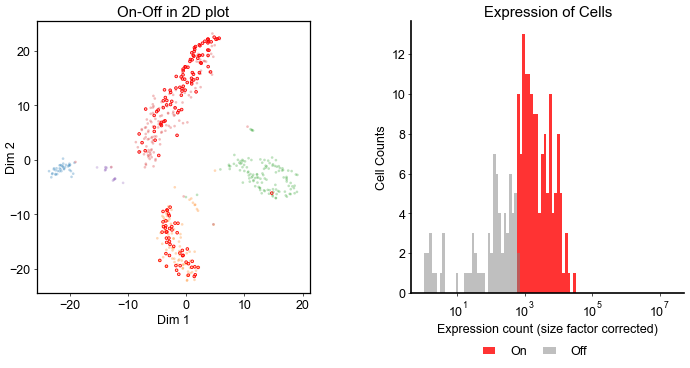 On-Off in 2D plot
Dim 2
20
10
0
−10
−20
−20 −10 0 10 20
Dim 1
Expression of Cells
Cell Counts
12
10
8
6
4
2
0
10^1 10^3 10^5 10^7
Expression count (size factor corrected)
On Off